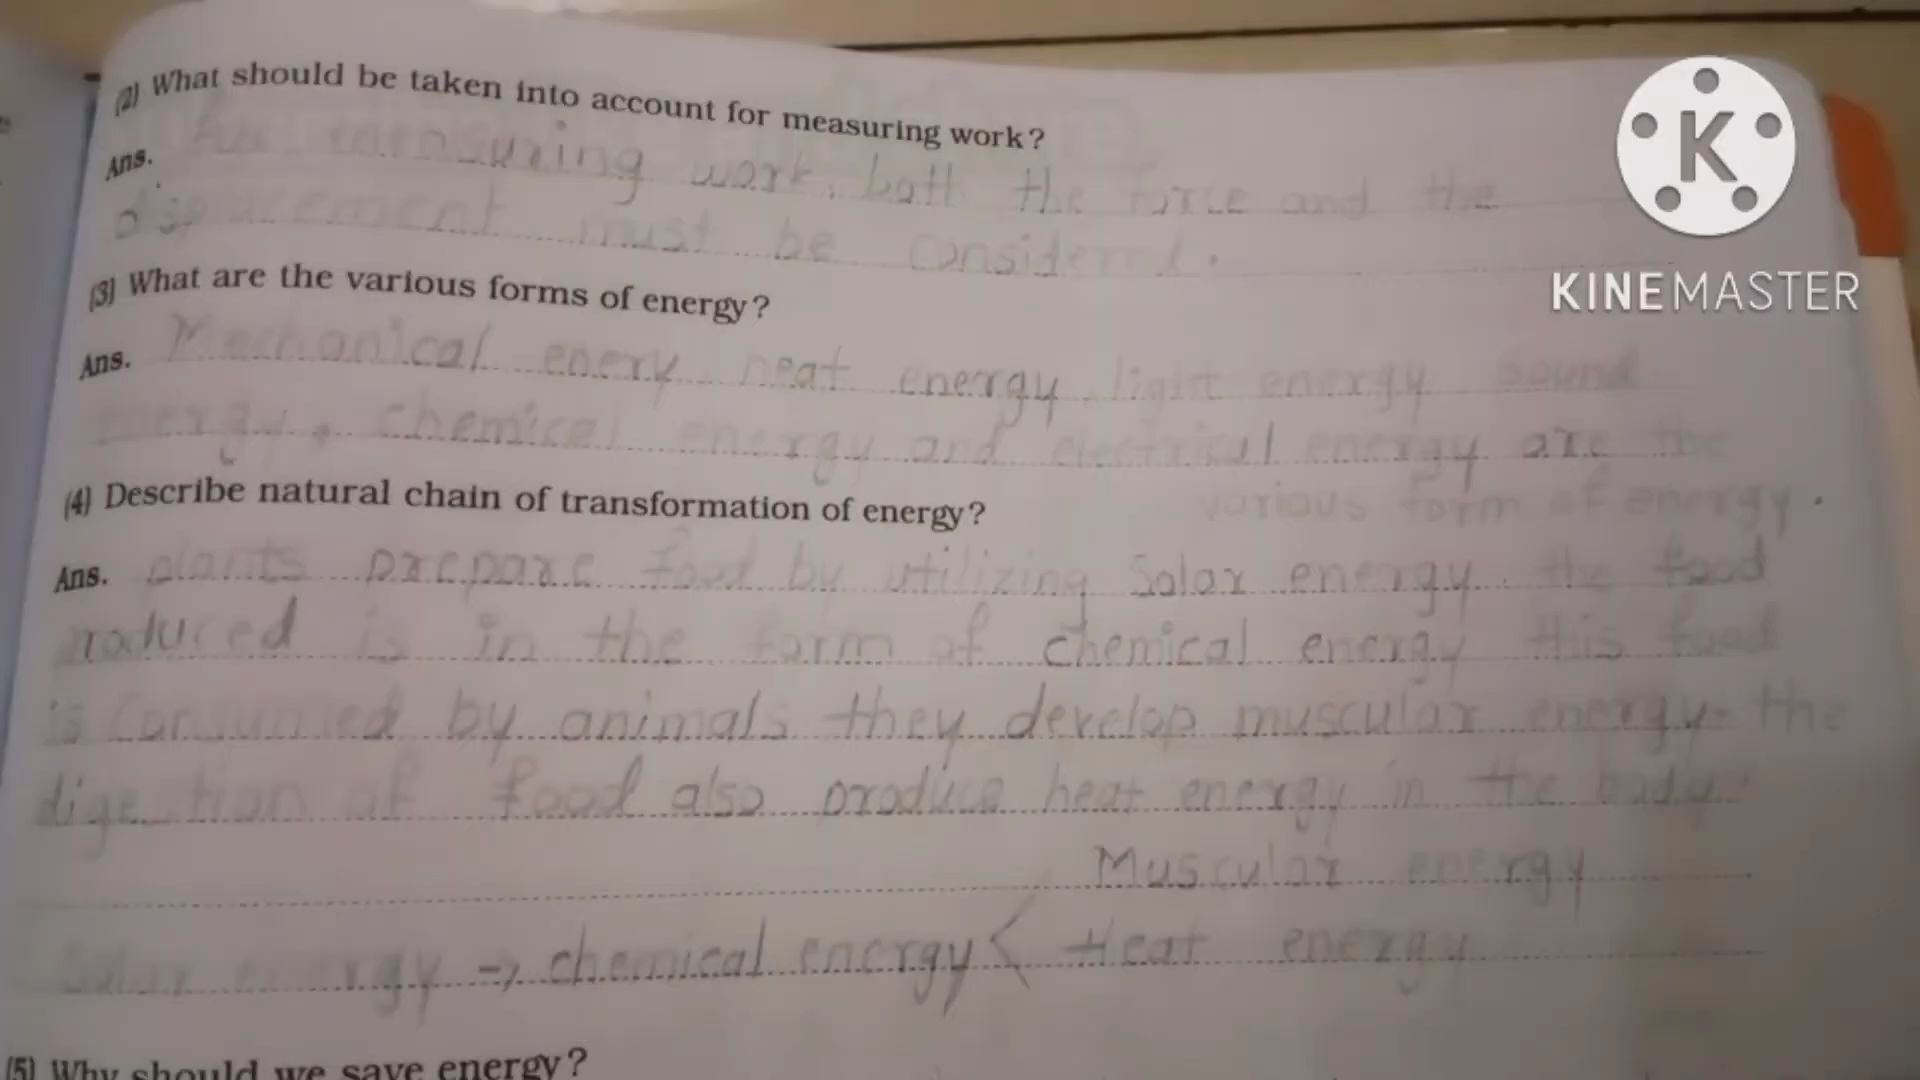 (2) What should be taken into account for measuring work?
Ans. For measuring work, both the force and the
displacement must be considered.
(3) What are the various forms of energy?
Ans. Mechanical enery heat energy, light energy, sound
energy, chemical energy and electrical energy are the
various form of energy.
(4) Describe natural chain of transformation of energy?
Ans. plants prepare food by utilizing Solar energy. the food
produced is in the form of chemical energy this food
is consumed by animals they develop muscular energy. the
digestion of food also produce heat energy in the body.
Muscular energy
Solar energy → chemical energy < Heat energy
(5) Why should we save energy?
KINEMASTER